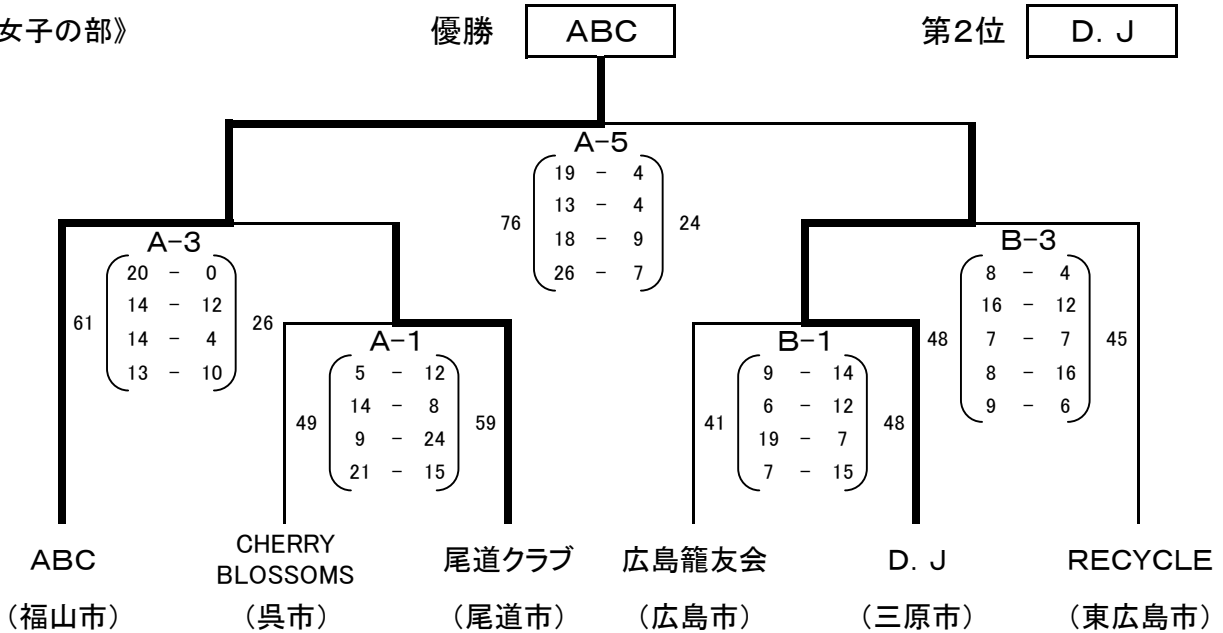 女子の部》 優勝 ABC 第2位 D. J
A-5
19 - 4
13 - 4
76 18 - 9 24
26 - 7
A-3
20 - 0
14 - 12
61 14 - 4 26
13 - 10
B-3
8 - 4
16 - 12
48 7 - 7 45
8 - 16
9 - 6
A-1
5 - 12
14 - 8
49 9 - 24 59
21 - 15
B-1
9 - 14
6 - 12
41 19 - 7 48
7 - 15
ABC
CHERRY
BLOSSOMS
尾道クラブ
広島籠友会
D. J
RECYCLE
（福山市）
（呉市）
（尾道市）
（広島市）
（三原市）
（東広島市）